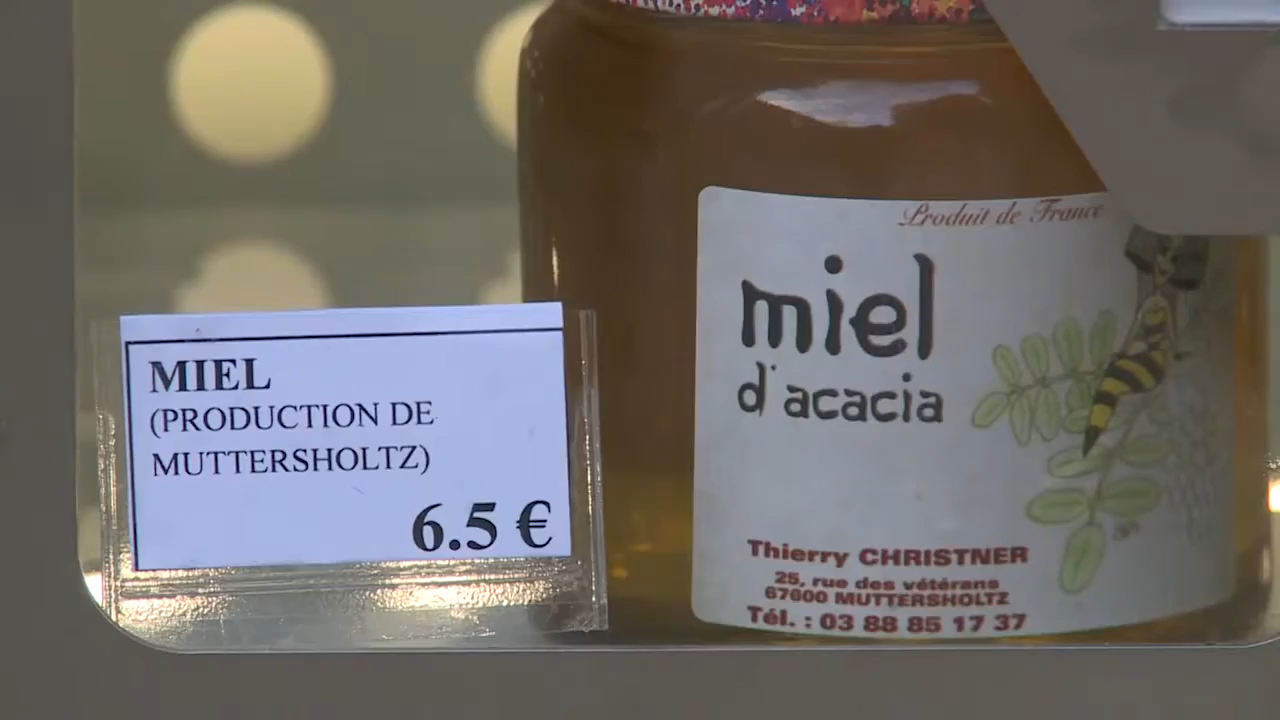 MIEL
(PRODUCTION DE
MUTTERSHOLTZ)
6.5 €
Produit de France
miel
d'acacia
Thierry CHRISTNER
25, rue des vétérans
67600 MUTTERSHOLTZ
Tél. : 03 88 85 17 37